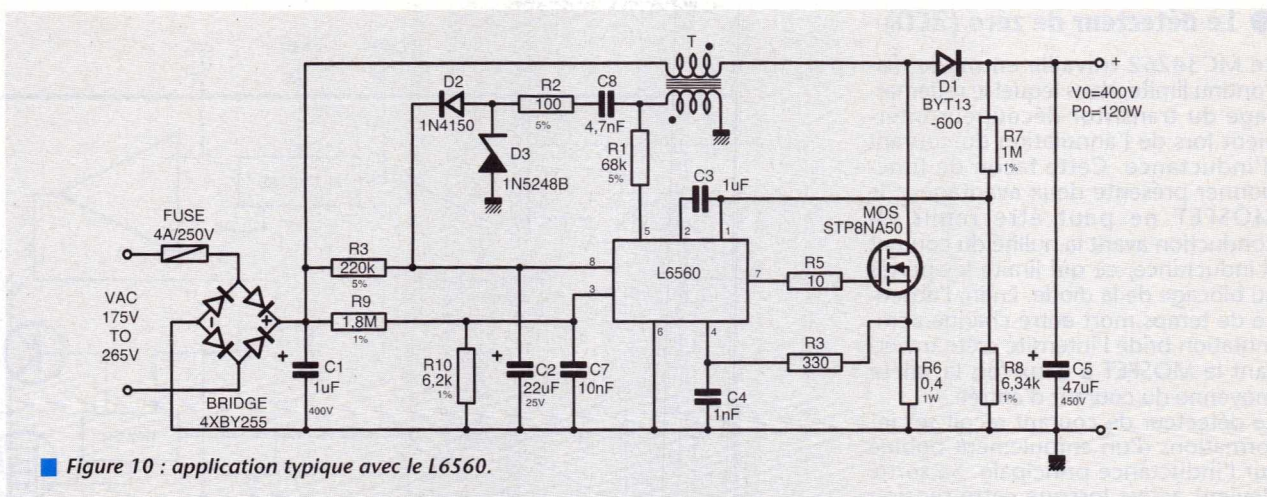 T
D2
1N4150
R2
100
5%
C8
4,7nF
D3
1N5248B
R1
68k
5%
C3
1uF
D1
BYT13
-600
+
V0=400V
P0=120W
R7
1M
1%
MOS
STP8NA50
FUSE
4A/250V
VAC
175V
TO
265V
BRIDGE
4XBY255
- +
+
C1
1uF
400V
R3
220k
5%
R9
1,8M
1%
R10
6,2k
1%
+
C2
22uF
25V
C7
10nF
5
2
1
8
3
L6560
7
6
4
R5
10
R3
330
C4
1nF
R6
0,4
1W
R8
6,34k
1%
+
C5
47uF
450V
-
Figure 10 : application typique avec le L6560.